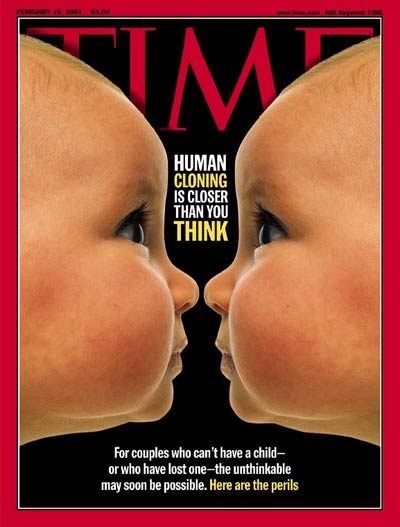 FEBRUARY 19, 2001 $3.50 www.time.com AOL Keyword: TIME
TIME
HUMAN
CLONING
IS CLOSER
THAN YOU
THINK
For couples who can't have a child—
or who have lost one—the unthinkable
may soon be possible. Here are the perils